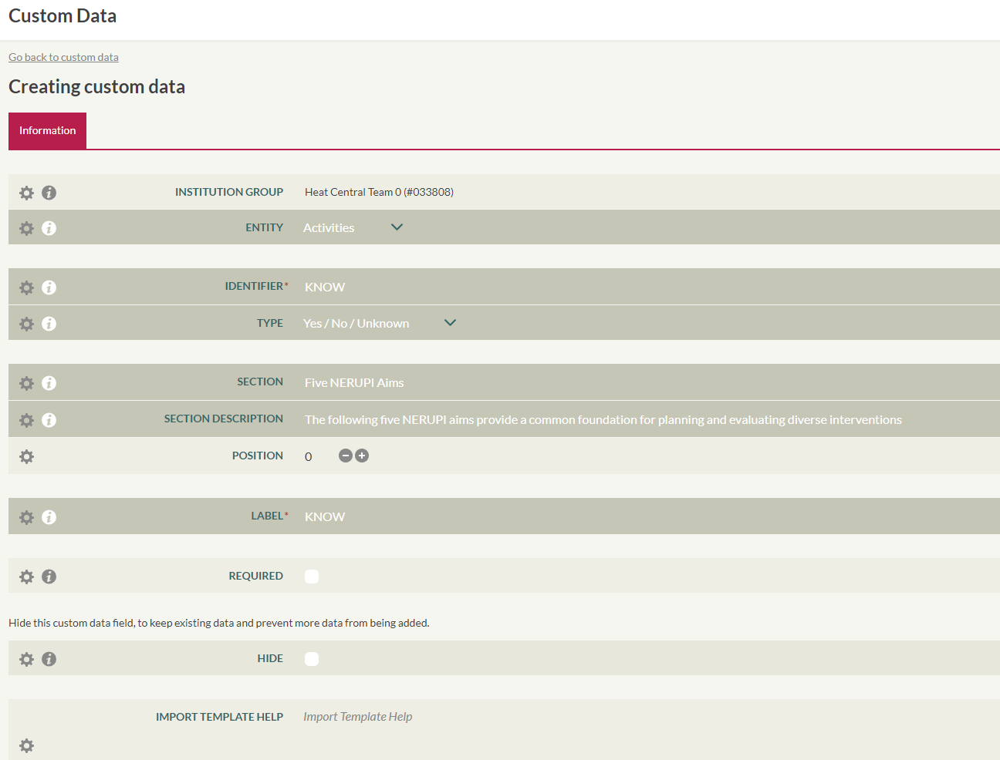 Custom Data
Go back to custom data
Creating custom data
Information
INSTITUTION GROUP Heat Central Team 0 (#033808)
ENTITY Activities
IDENTIFIER* KNOW
TYPE Yes / No / Unknown
SECTION Five NERUPI Aims
SECTION DESCRIPTION The following five NERUPI aims provide a common foundation for planning and evaluating diverse interventions
POSITION 0
LABEL* KNOW
REQUIRED
Hide this custom data field, to keep existing data and prevent more data from being added.
HIDE
IMPORT TEMPLATE HELP Import Template Help